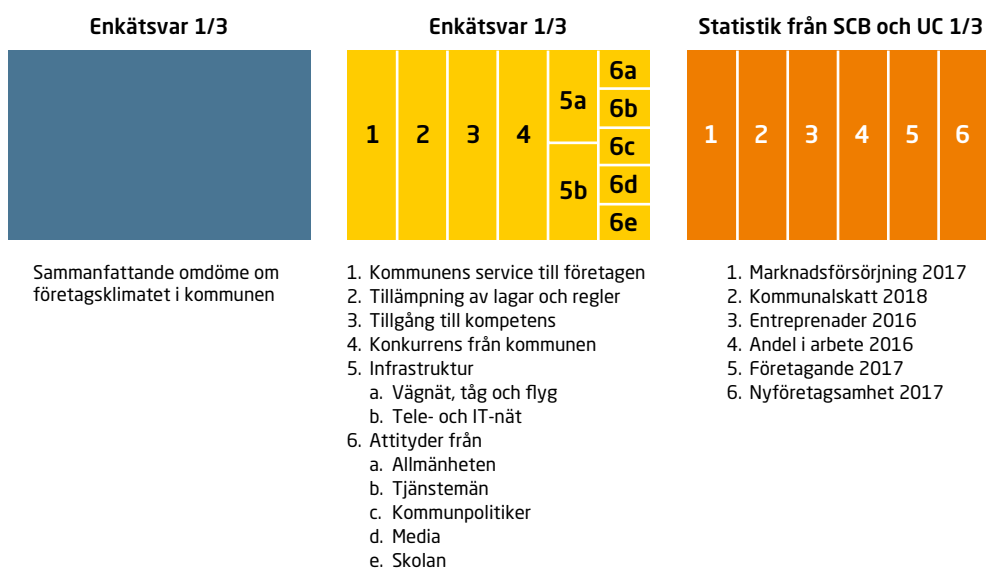 Enkätsvar 1/3
Sammanfattande omdöme om
företagsklimatet i kommunen
Enkätsvar 1/3
1
2
3
4
5a
5b
6a
6b
6c
6d
6e
1. Kommunens service till företagen
2. Tillämpning av lagar och regler
3. Tillgång till kompetens
4. Konkurrens från kommunen
5. Infrastruktur
a. Vägnät, tåg och flyg
b. Tele- och IT-nät
6. Attityder från
a. Allmänheten
b. Tjänstemän
c. Kommunpolitiker
d. Media
e. Skolan
Statistik från SCB och UC 1/3
1
2
3
4
5
6
1. Marknadsförsörjning 2017
2. Kommunalskatt 2018
3. Entreprenader 2016
4. Andel i arbete 2016
5. Företagande 2017
6. Nyföretagsamhet 2017